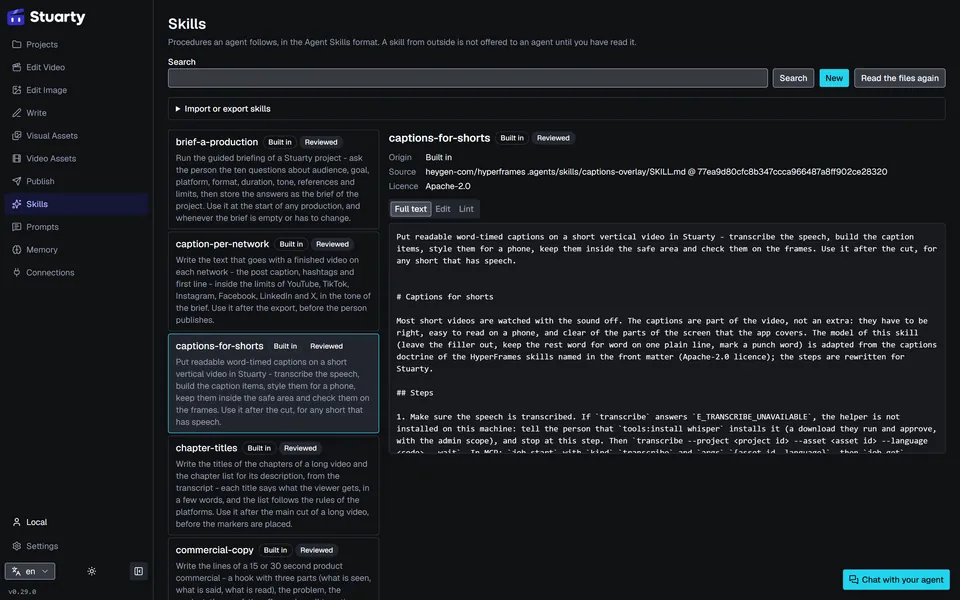 Stuarty
Projects
Edit Video
Edit Image
Write
Visual Assets
Video Assets
Publish
Skills
Prompts
Memory
Connections
Local
Settings
en
v0.29.0
Skills
Procedures an agent follows, in the Agent Skills format. A skill from outside is not offered to an agent until you have read it.
Search
Search
New
Read the files again
Import or export skills
brief-a-production Built in Reviewed
Run the guided briefing of a Stuarty project - ask
the person the ten questions about audience, goal,
platform, format, duration, tone, references and
limits, then store the answers as the brief of the
project. Use it at the start of any production, and
whenever the brief is empty or has to change.
caption-per-network Built in Reviewed
Write the text that goes with a finished video on
each network - the post caption, hashtags and
first line - inside the limits of YouTube, TikTok,
Instagram, Facebook, LinkedIn and X, in the tone of
the brief. Use it after the export, before the person
publishes.
captions-for-shorts Built in Reviewed
Put readable word-timed captions on a short
vertical video in Stuarty - transcribe the speech,
build the caption items, style them for a phone,
keep them inside the safe area and check them on
the frames. Use it after the cut, for any short that
has speech.
chapter-titles Built in Reviewed
Write the titles of the chapters of a long video and
the chapter list for its description, from the
transcript - each title says what the viewer gets, in
a few words, and the list follows the rules of the
platforms. Use it after the main cut of a long video,
before the markers are placed.
commercial-copy Built in Reviewed
Write the lines of a 15 or 30 second product
commercial - a hook with three parts (what is seen,
what is said, what is read), the problem, the
captions-for-shorts Built in Reviewed
Origin Built in
Source heygen-com/hyperframes .agents/skills/captions-overlay/SKILL.md @ 77ea9d80cfc8b347ccca966487a8ff902ce28320
Licence Apache-2.0
Full text Edit Lint
Put readable word-timed captions on a short vertical video in Stuarty - transcribe the speech, build the caption
items, style them for a phone, keep them inside the safe area and check them on the frames. Use it after the cut, for
any short that has speech.
# Captions for shorts
Most short videos are watched with the sound off. The captions are part of the video, not an extra: they have to be
right, easy to read on a phone, and clear of the parts of the screen that the app covers. The model of this skill
(leave the filler out, keep the rest word for word on one plain line, mark a punch word) is adapted from the captions
doctrine of the HyperFrames skills named in the front matter (Apache-2.0 licence); the steps are rewritten for
Stuarty.
## Steps
1. Make sure the speech is transcribed. If `transcribe` answers `E_TRANSCRIBE_UNAVAILABLE`, the helper is not
installed on this machine: tell the person that `tools:install whisper` installs it (a download they run and approve,
with the admin scope), and stop at this step. Then `transcribe --project <project id> --asset <asset id> --language
Chat with your agent